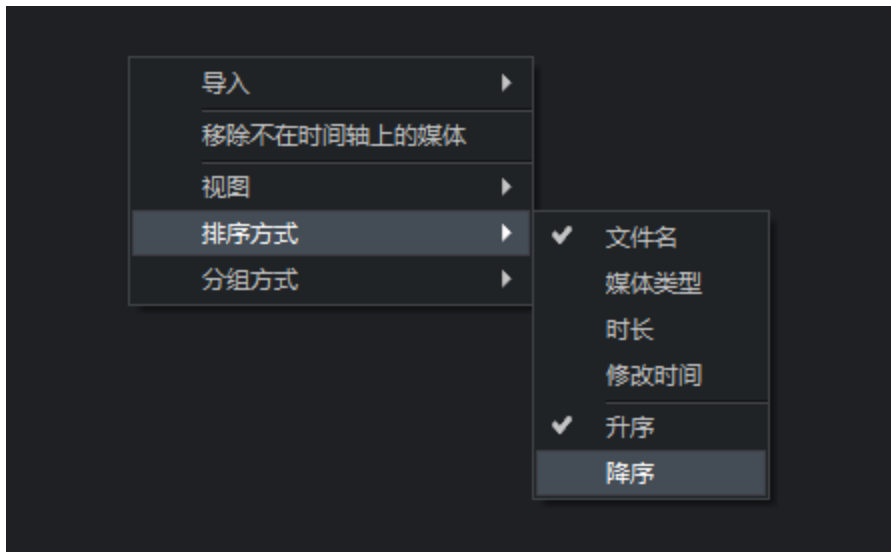 导入
移除不在时间轴上的媒体
视图
排序方式
分组方式
文件名
媒体类型
时长
修改时间
升序
降序